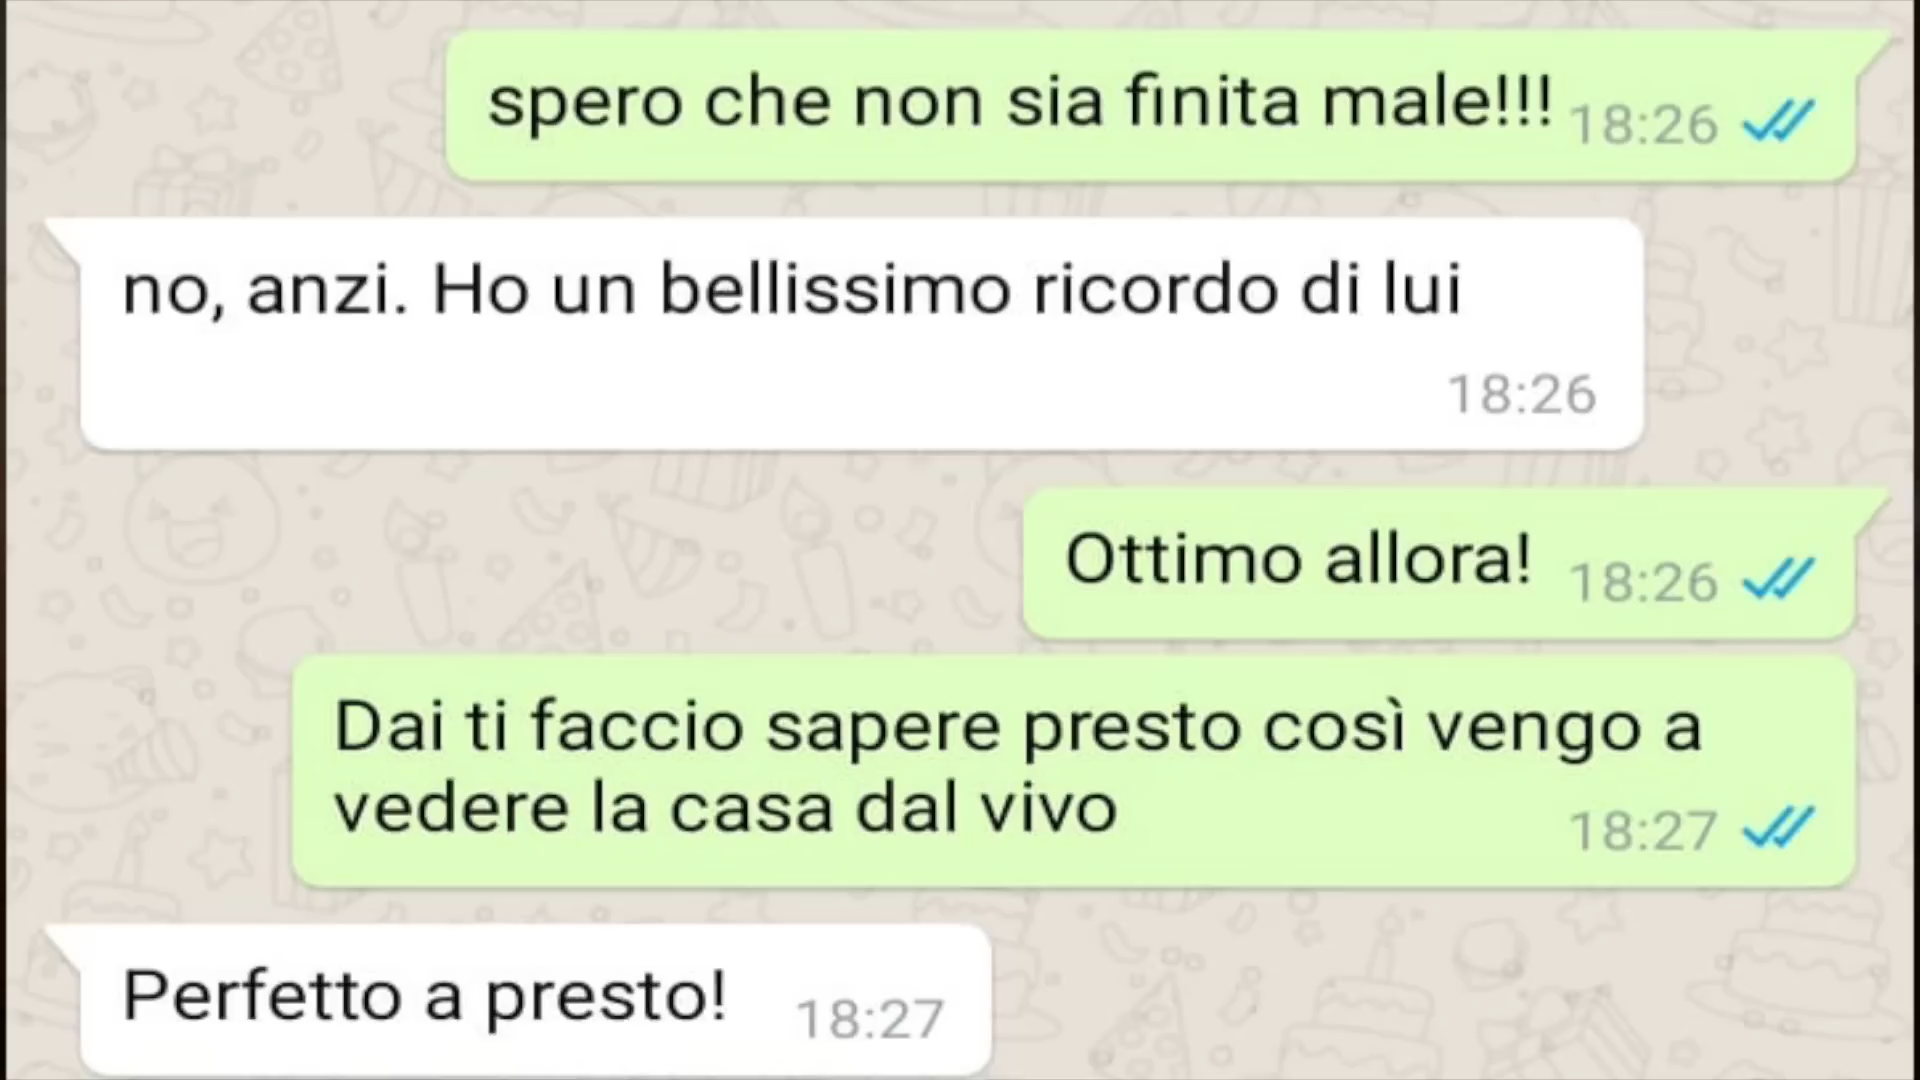 spero che non sia finita male!!! 18:26
no, anzi. Ho un bellissimo ricordo di lui
18:26
Ottimo allora! 18:26
Dai ti faccio sapere presto così vengo a
vedere la casa dal vivo 18:27
Perfetto a presto! 18:27